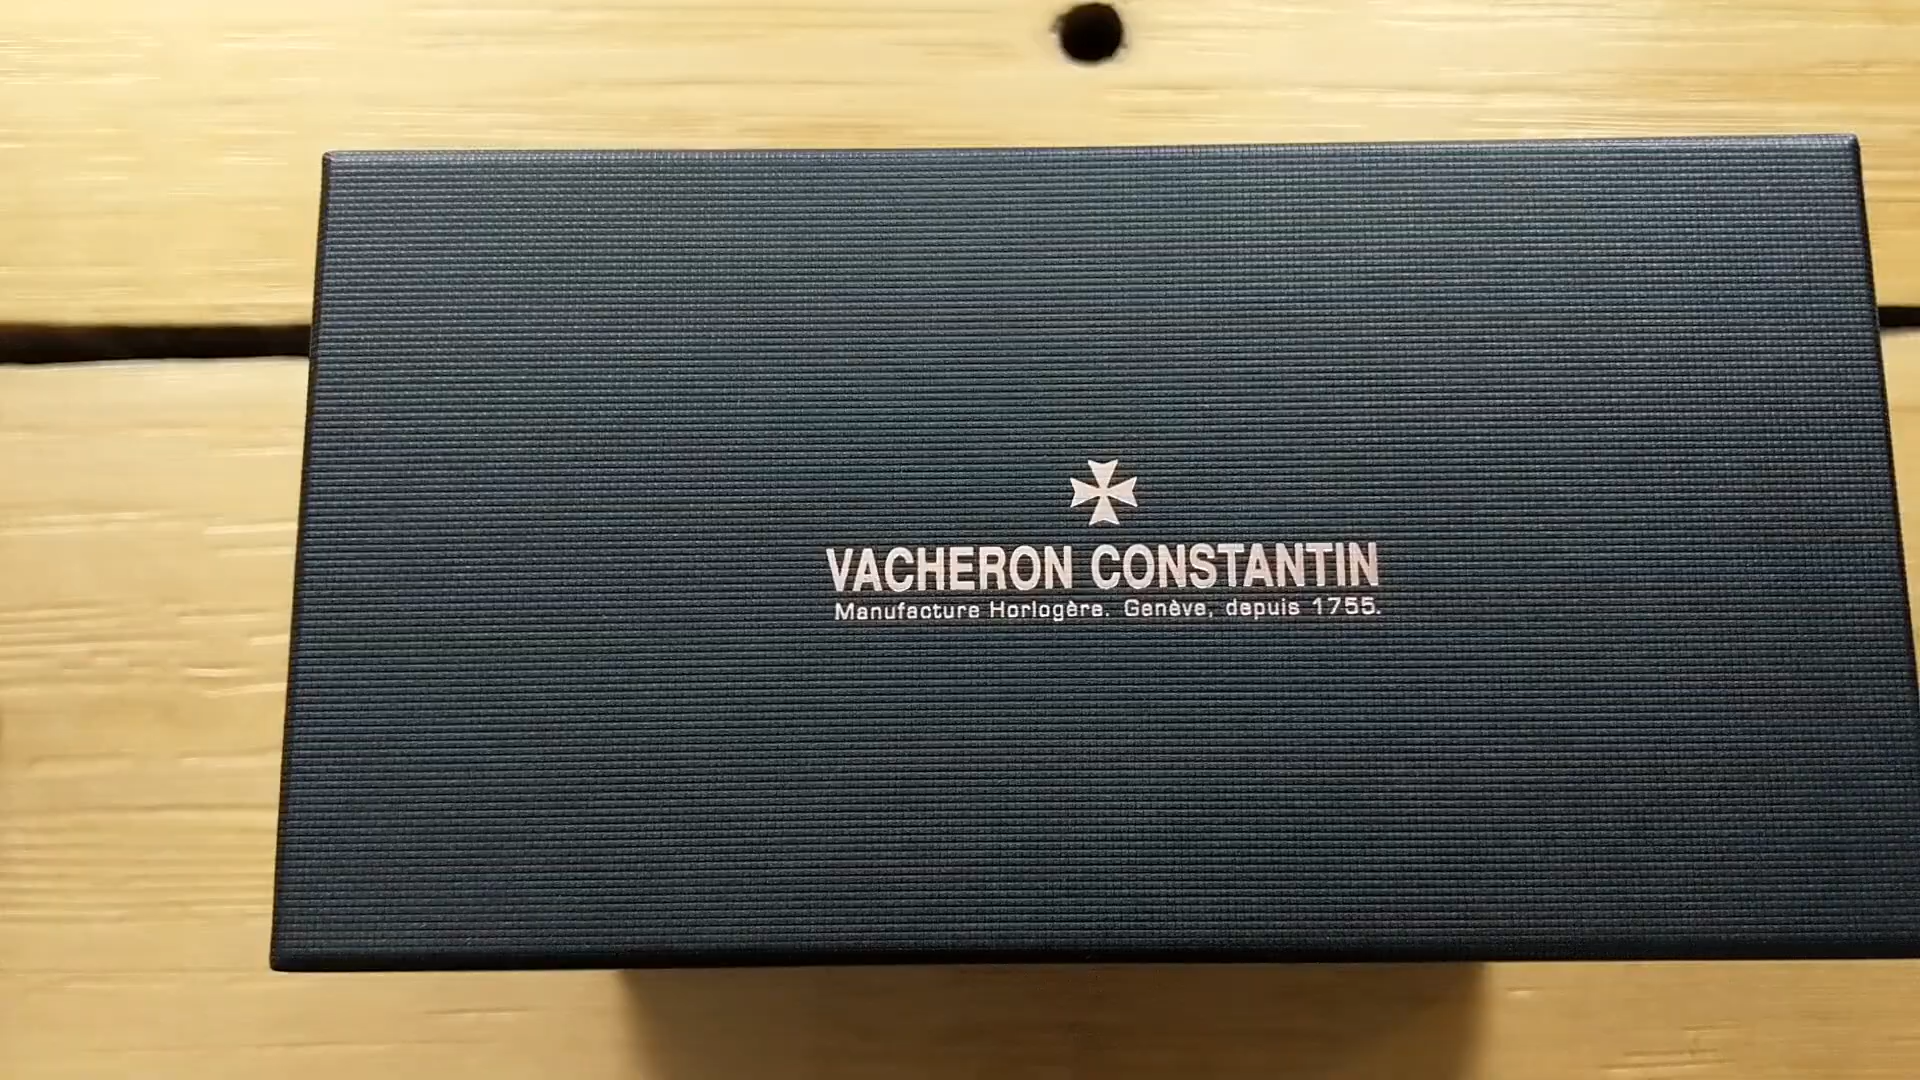 VACHERON CONSTANTIN
Manufacture Horlogère. Genève, depuis 1755.